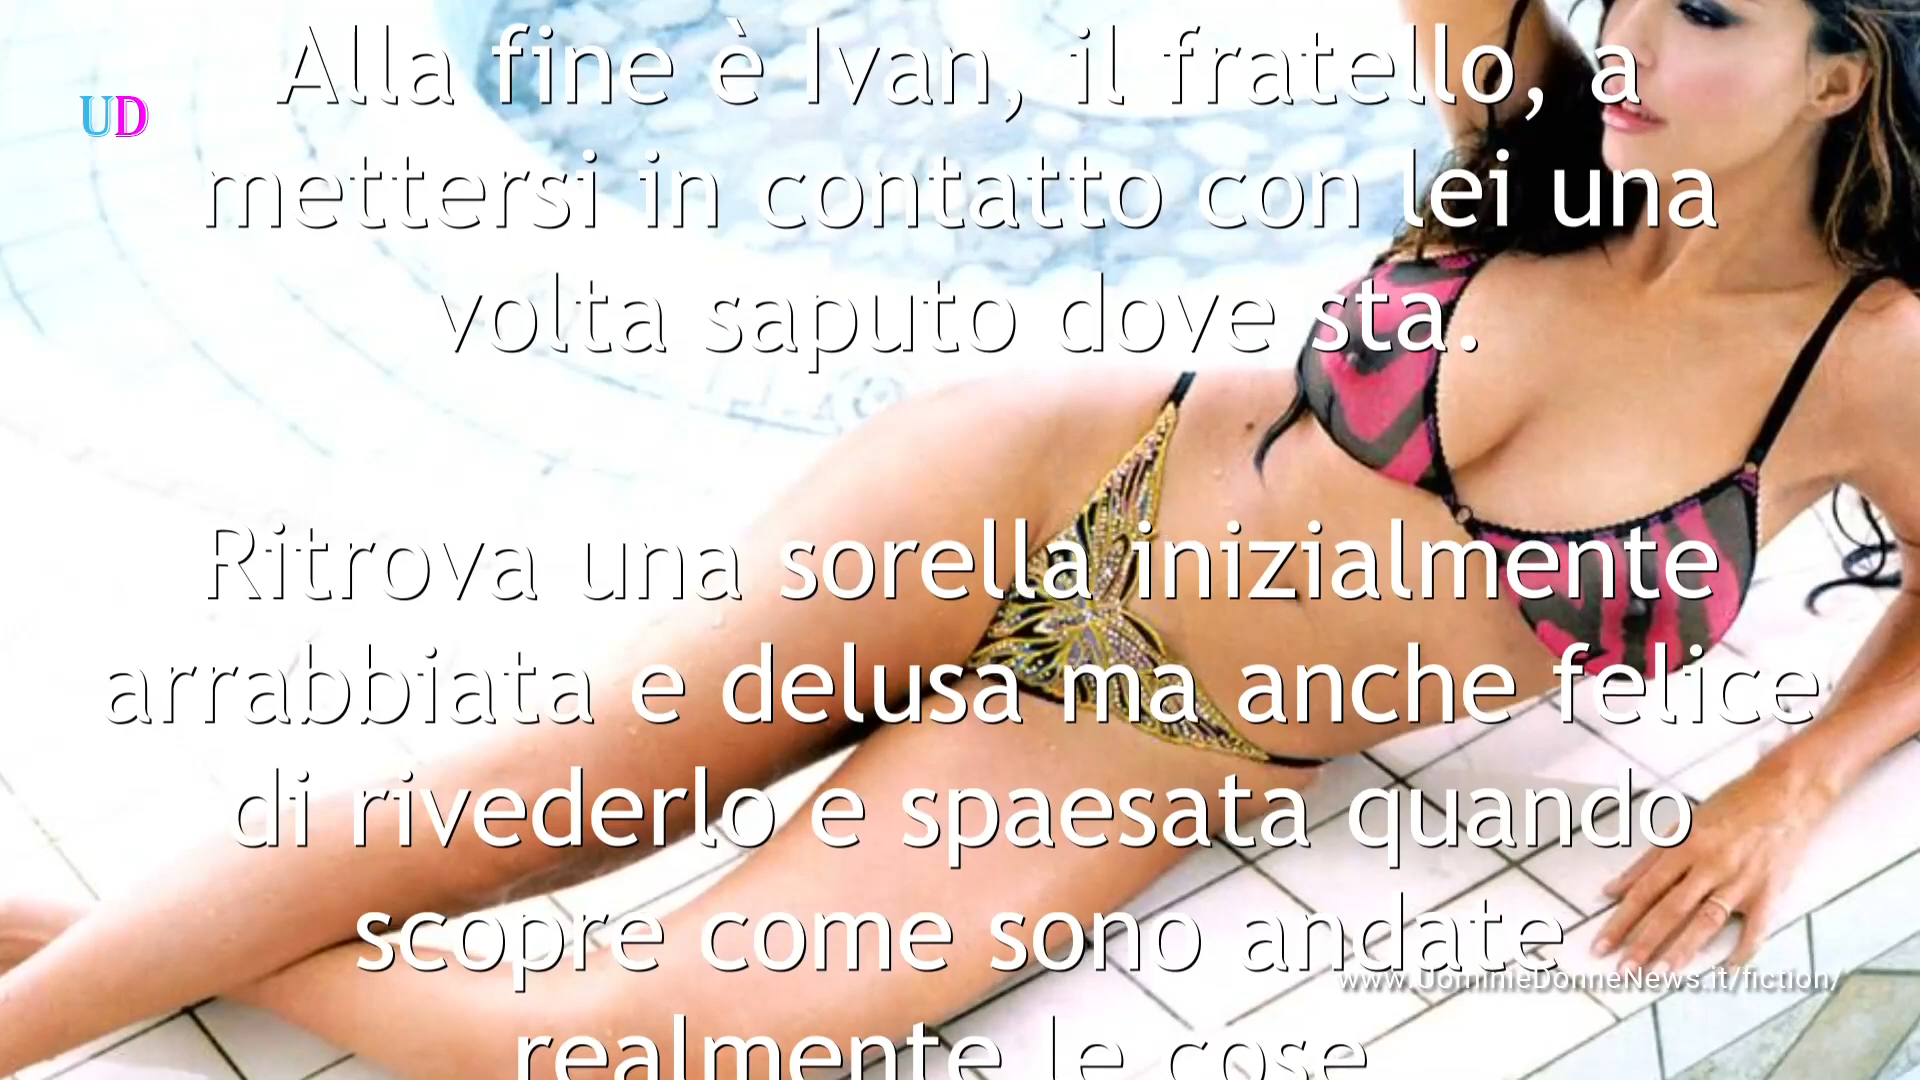 Alla fine è Ivan, il fratello, a
UD
mettersi in contatto con lei una
volta saputo dove sta.
Ritrova una sorella inizialmente
arrabbiata e delusa ma anche felice
di rivederlo e spaesata quando
scopre come sono andate
www.UominieDonneNews.it/fiction/
realmente le cose